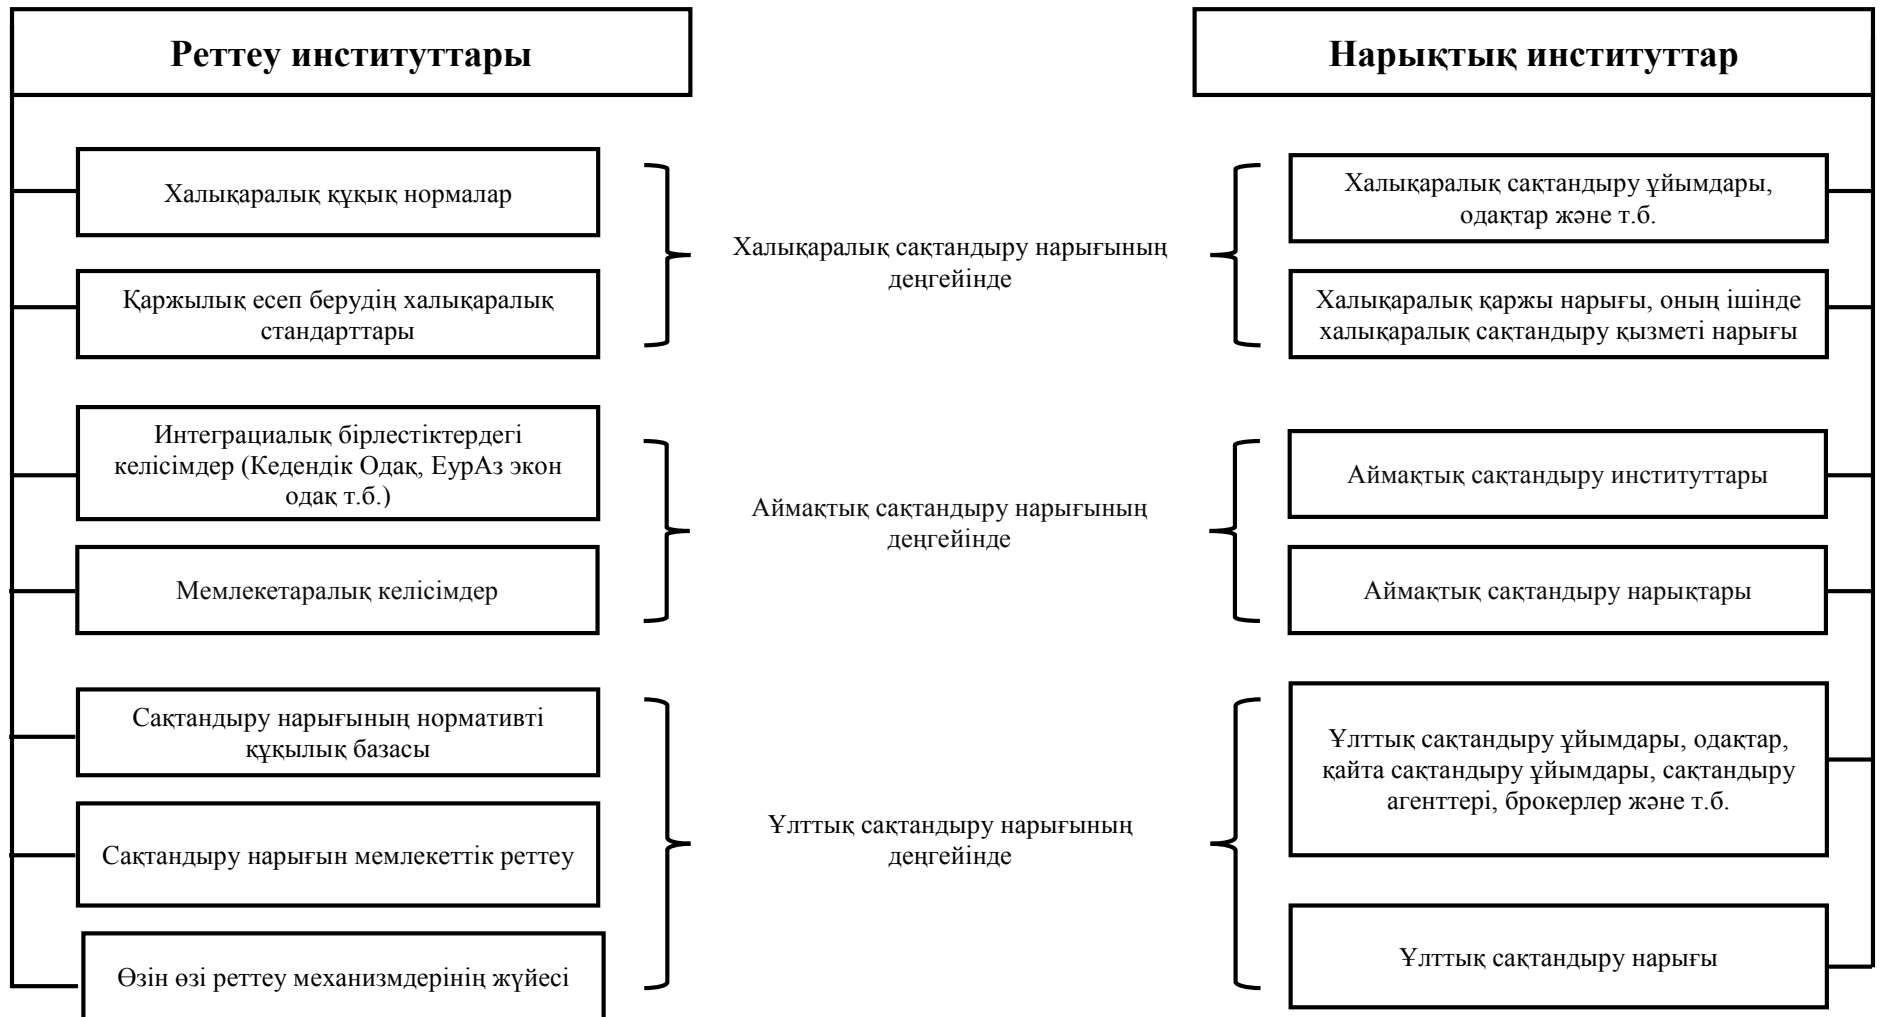 Реттеу институттары
Нарықтық институттар
Халықаралық құқық нормалар
Қаржылық есеп берудің халықаралық
стандарттары
Халықаралық сақтандыру нарығының
деңгейінде
Халықаралық сақтандыру ұйымдары,
одақтар және т.б.
Халықаралық қаржы нарығы, оның ішінде
халықаралық сақтандыру қызметі нарығы
Интеграциалық бірлестіктердегі
келісімдер (Кедендік Одақ, ЕурАз экон
одақ т.б.)
Мемлекетаралық келісімдер
Аймақтық сақтандыру нарығының
деңгейінде
Аймақтық сақтандыру институттары
Аймақтық сақтандыру нарықтары
Сақтандыру нарығының нормативті
құқылық базасы
Сақтандыру нарығын мемлекеттік реттеу
Өзін өзі реттеу механизмдерінің жүйесі
Ұлттық сақтандыру нарығының
деңгейінде
Ұлттық сақтандыру ұйымдары, одақтар,
қайта сақтандыру ұйымдары, сақтандыру
агенттері, брокерлер және т.б.
Ұлттық сақтандыру нарығы